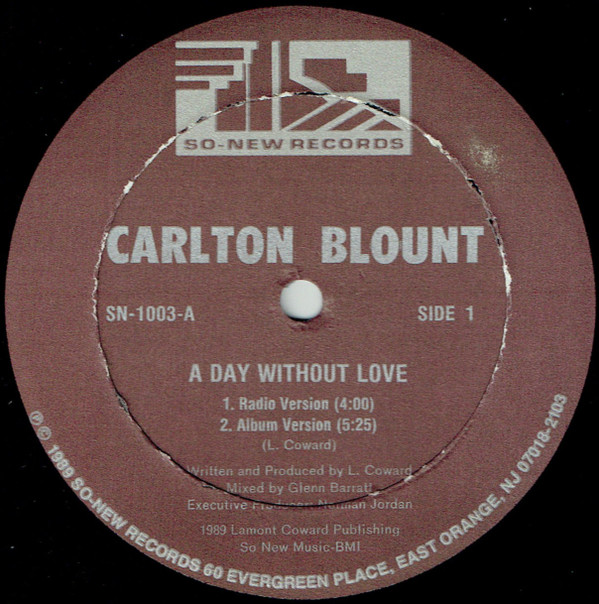 SO-NEW RECORDS
CARLTON BLOUNT
SN-1003-A
SIDE 1
A DAY WITHOUT LOVE
1. Radio Version (4:00)
2. Album Version (5:25)
(L. Coward)
Written and Produced by L. Coward
Mixed by Glenn Barratt
Executive Producer: Norman Jordan
1989 Lamont Coward Publishing
So New Music-BMI
℗ © 1989 SO-NEW RECORDS 60 EVERGREEN PLACE, EAST ORANGE, NJ 07018-2103